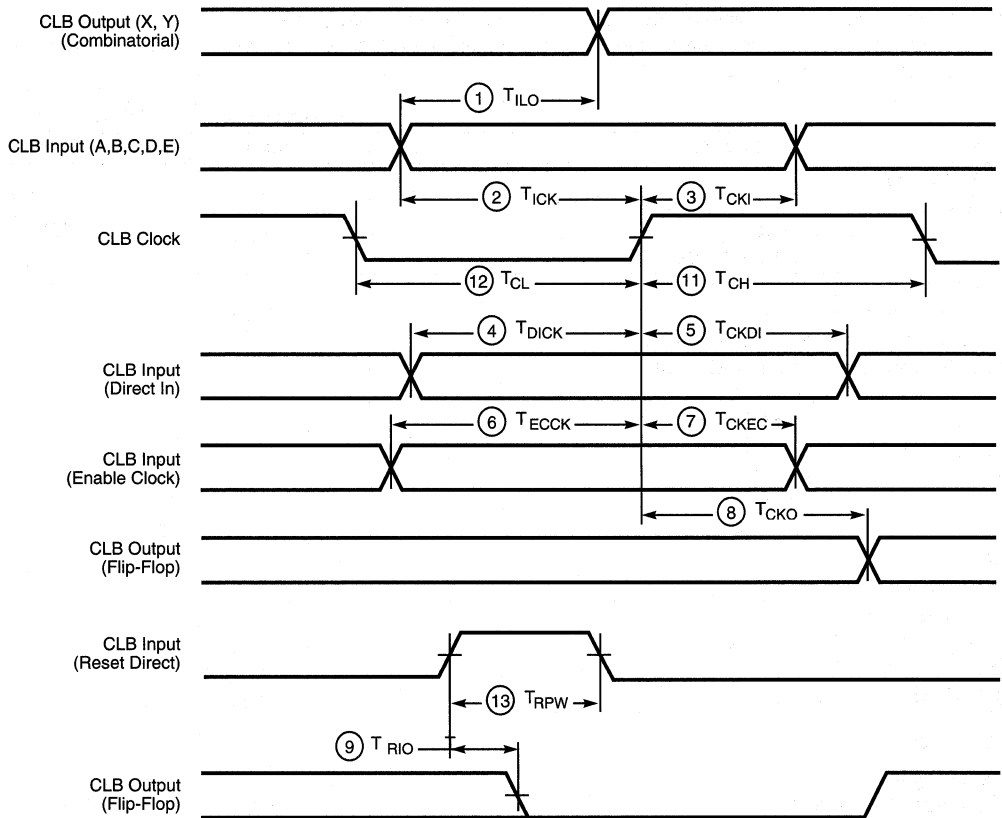 CLB Output (X, Y)
(Combinatorial)
1 TILO
CLB Input (A,B,C,D,E)
2 TICK
3 TCKI
CLB Clock
12 TCL
11 TCH
4 TDICK
5 TCKDI
CLB Input
(Direct In)
6 TECCK
7 TCKEC
CLB Input
(Enable Clock)
8 TCKO
CLB Output
(Flip-Flop)
CLB Input
(Reset Direct)
13 TRPW
9 T RIO
CLB Output
(Flip-Flop)